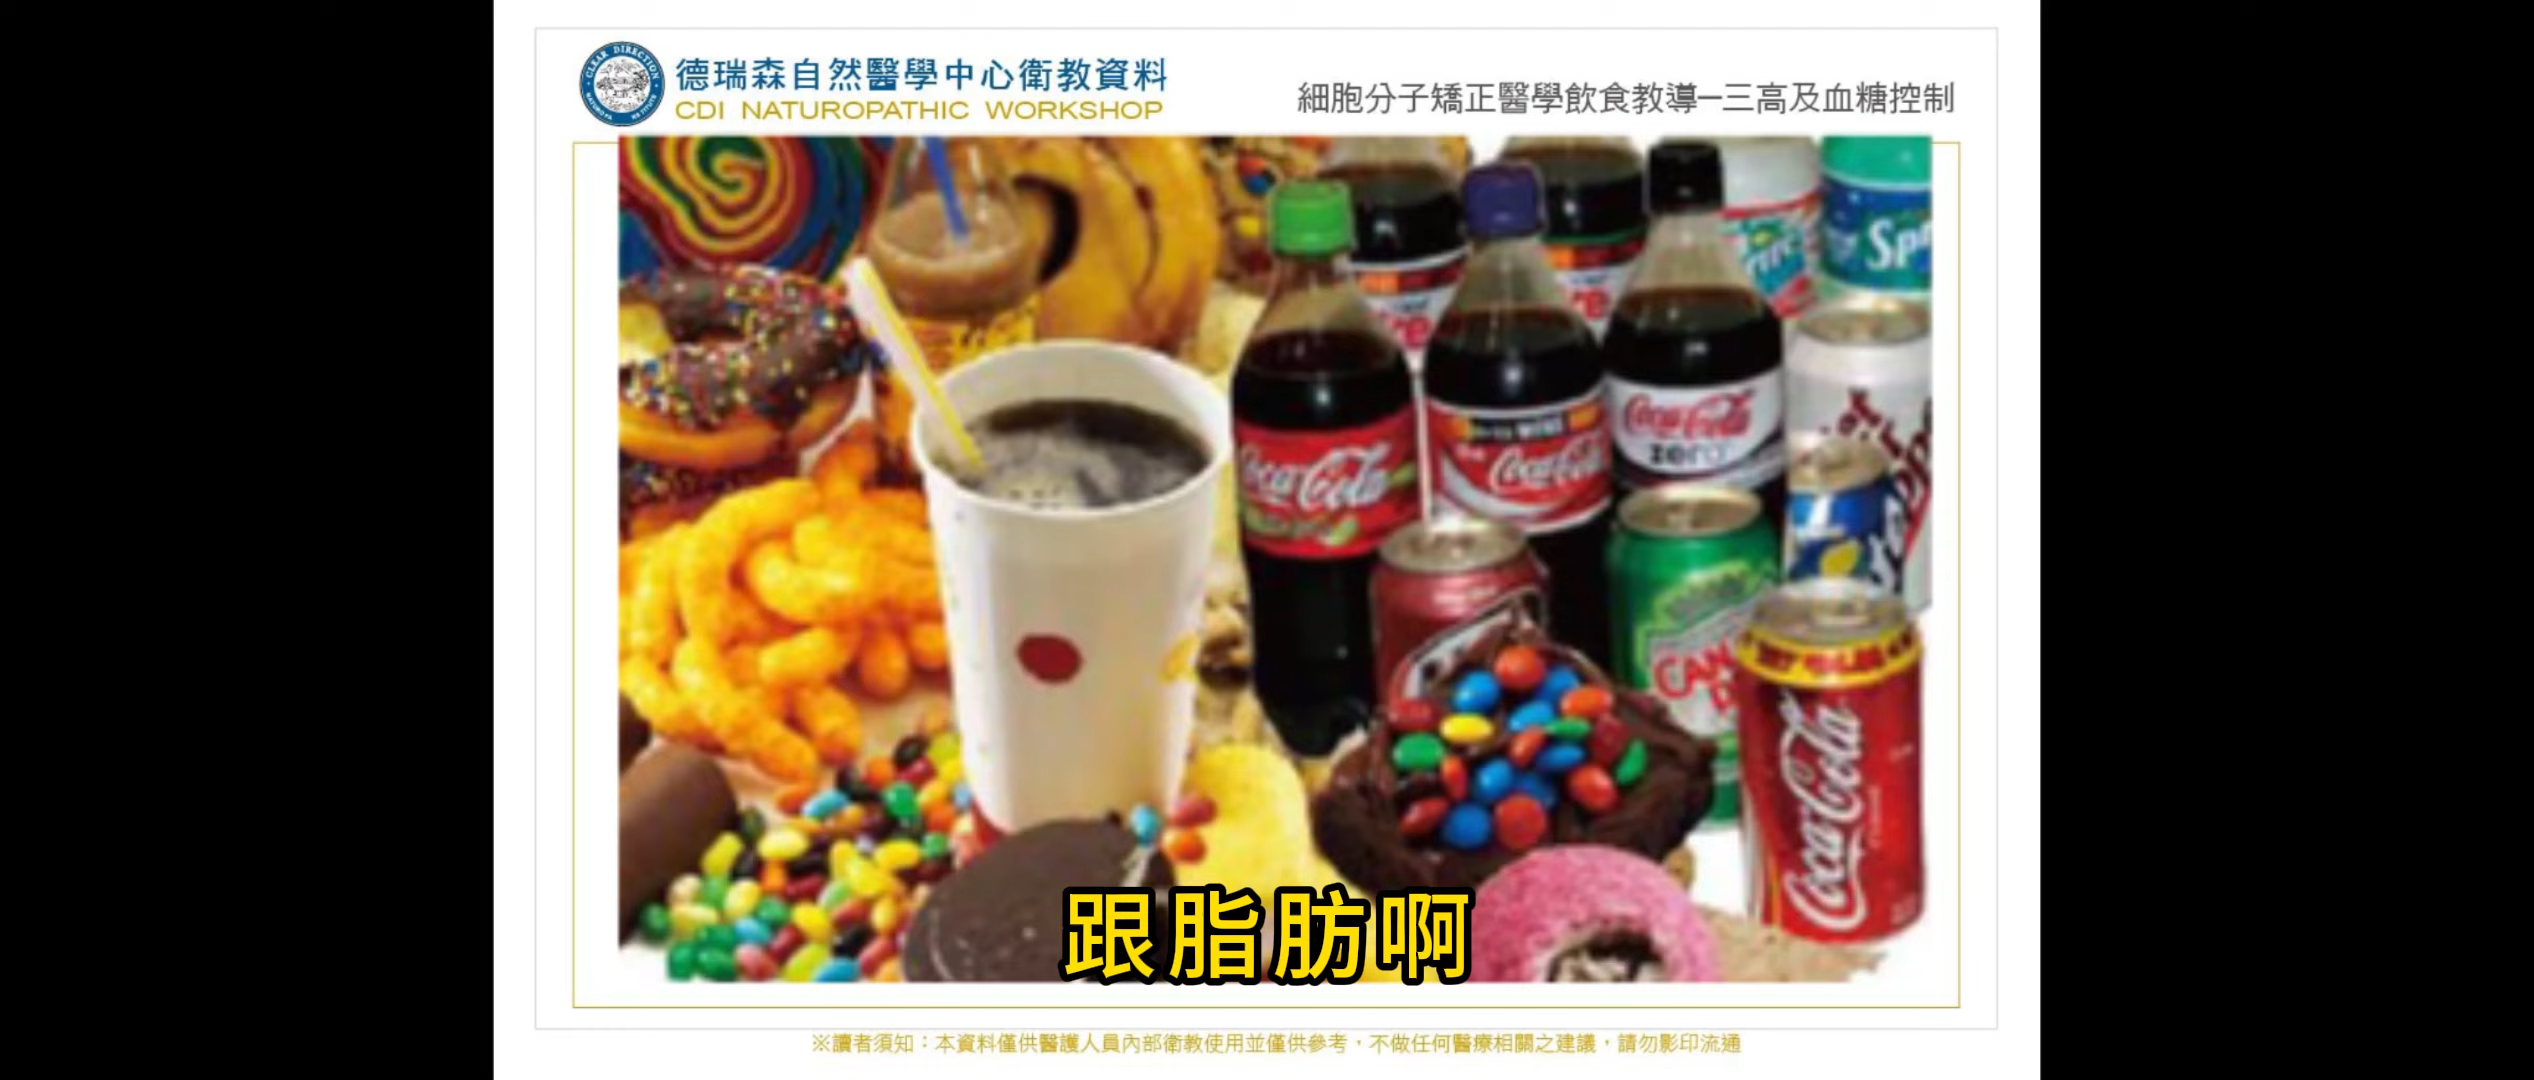 德瑞森自然醫學中心衛教資料
CDI NATUROPATHIC WORKSHOP
細胞分子矯正醫學飲食教導—三高及血糖控制
CLEAR DIRECTION
Sprite
Coca-Cola
Coca-Cola
Coca-Cola
zero
Coca-Cola
跟脂肪啊
※讀者須知：本資料僅供醫護人員內部衛教使用並僅供參考，不做任何醫療相關之建議，請勿影印流通